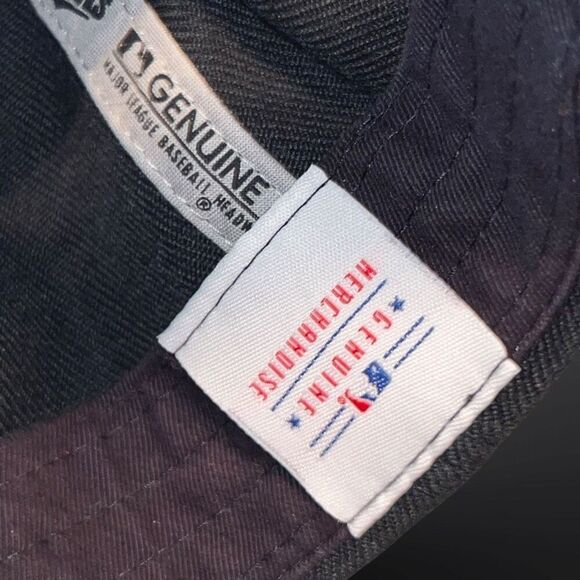 GENUINE
MAJOR LEAGUE BASEBALL
®
GENUINE
MERCHANDISE